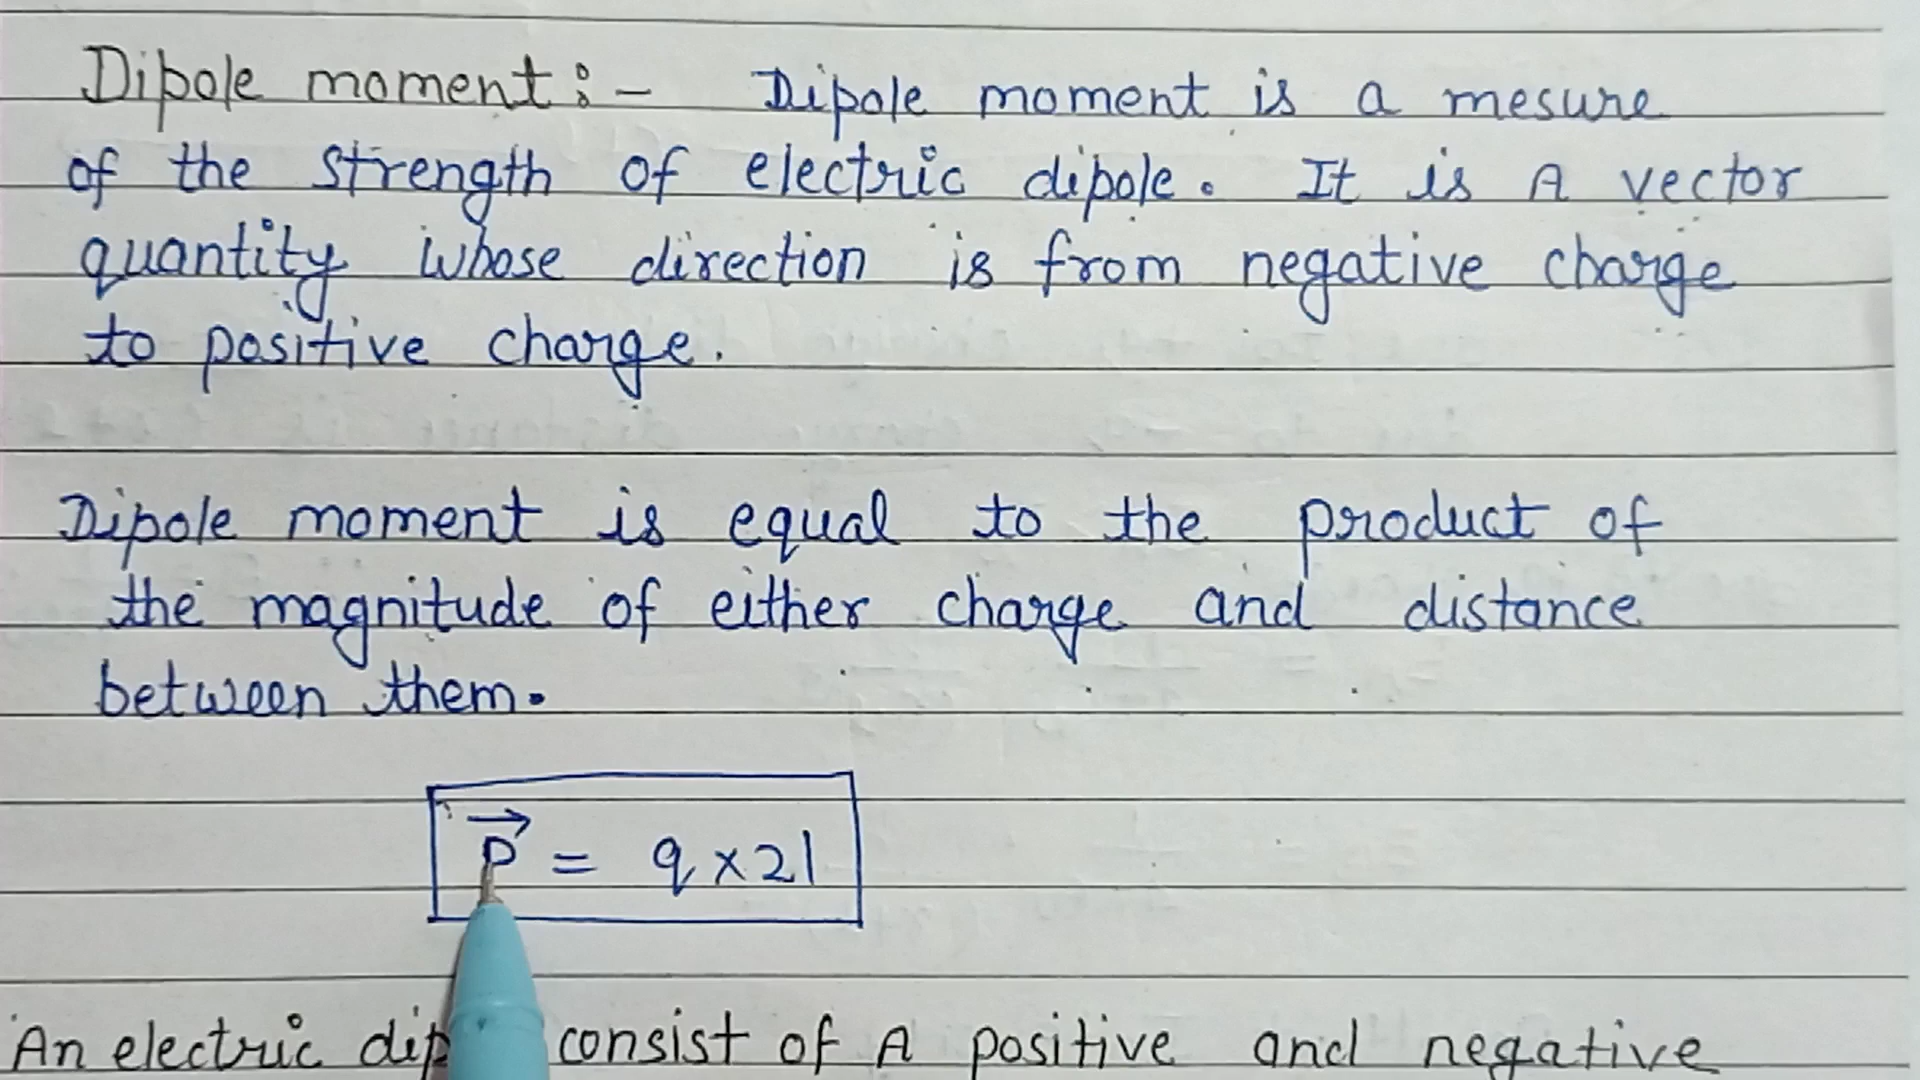 Dipole moment :- Dipole moment is a mesure
of the strength of electric dipole. It is A vector
quantity whose direction is from negative charge
to positive charge.
Dipole moment is equal to the product of
the magnitude of either charge and distance
between them.
→
P = q × 2l
An electric dip consist of A positive and negative